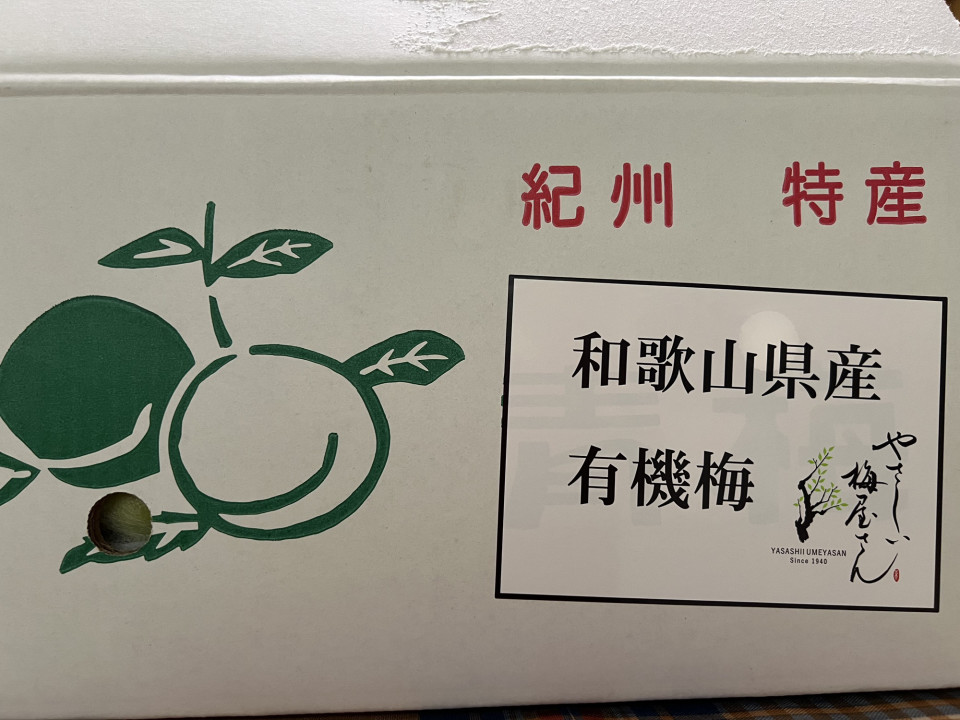 紀州 特産
和歌山県産
有機梅
やさしい
梅屋さん
YASASHII UMEYASAN
Since 1940